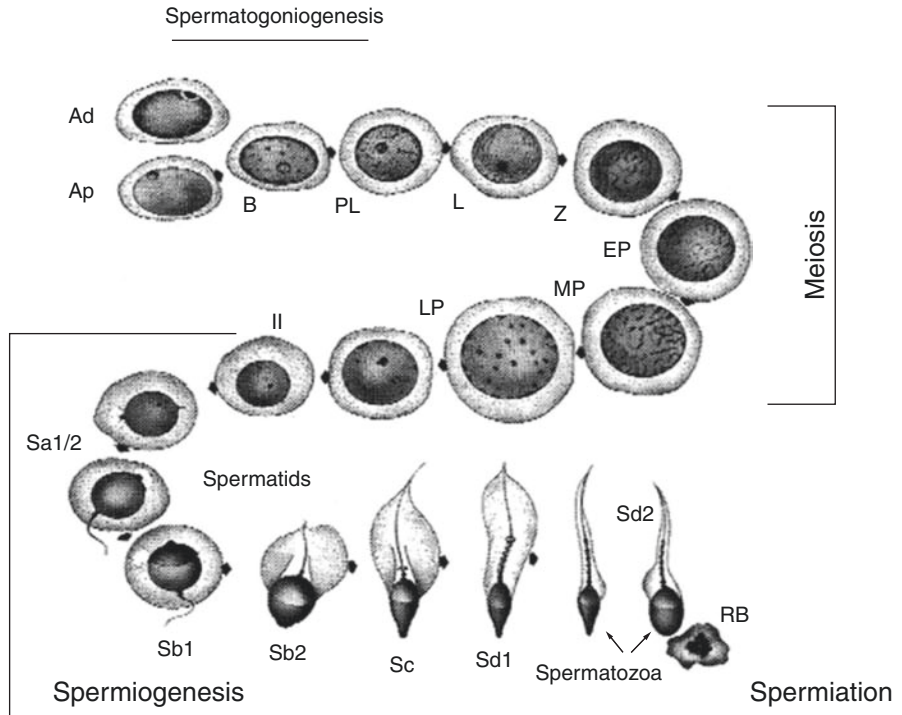 Spermatogoniogenesis
Ad
Ap
B
PL
L
Z
EP
MP
LP
II
Meiosis
Sa1/2
Spermatids
Sb1
Sb2
Sc
Sd1
Sd2
RB
Spermatozoa
Spermiogenesis
Spermiation